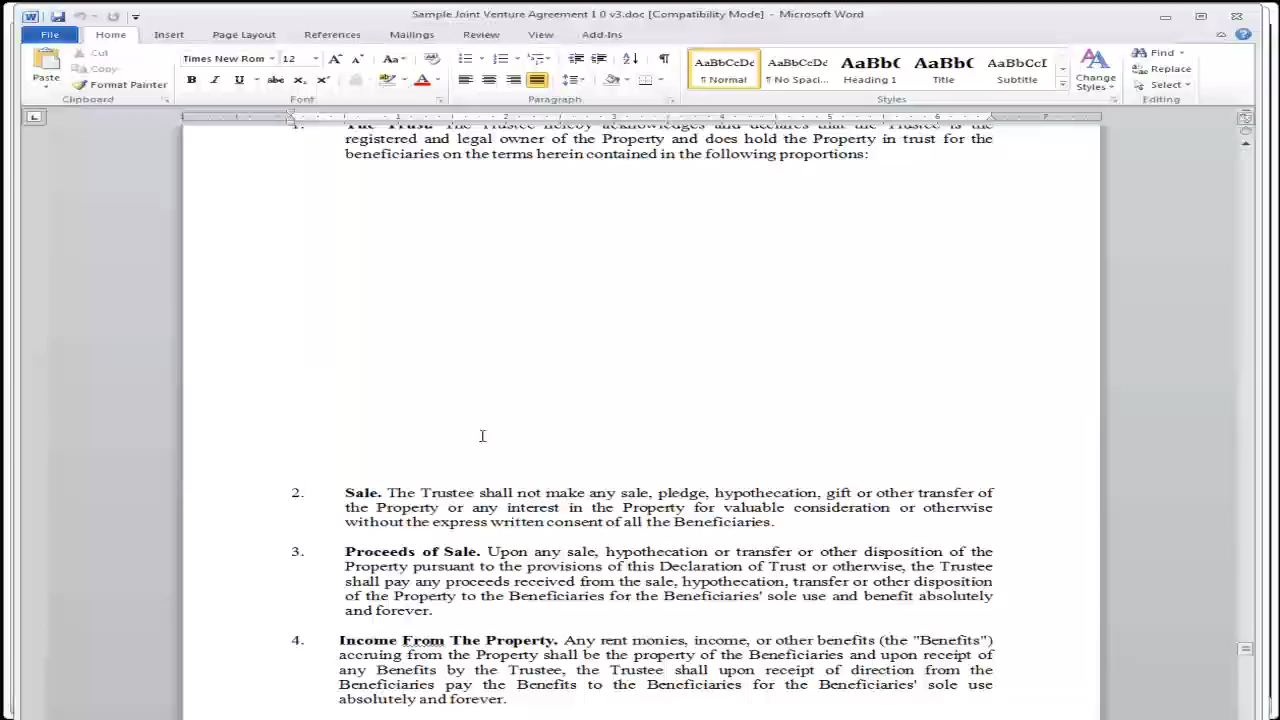 Sample Joint Venture Agreement 1 0 v3.doc [Compatibility Mode] - Microsoft Word
File Home Insert Page Layout References Mailings Review View Add-Ins
Paste Cut Copy Format Painter
Times New Rom 12
AaBbCcDc ¶ Normal AaBbCcDc ¶ No Spaci... AaBbC Heading 1 AaBbC Title AaBbCcI Subtitle
Change Styles
Find Replace Select
Clipboard Font Paragraph Styles Editing
1 2 3 4 5 6 7
1. The Trust. The Trustee hereby acknowledges and declares that the Trustee is the
registered and legal owner of the Property and does hold the Property in trust for the
beneficiaries on the terms herein contained in the following proportions:
2. Sale. The Trustee shall not make any sale, pledge, hypothecation, gift or other transfer of
the Property or any interest in the Property for valuable consideration or otherwise
without the express written consent of all the Beneficiaries.
3. Proceeds of Sale. Upon any sale, hypothecation or transfer or other disposition of the
Property pursuant to the provisions of this Declaration of Trust or otherwise, the Trustee
shall pay any proceeds received from the sale, hypothecation, transfer or other disposition
of the Property to the Beneficiaries for the Beneficiaries' sole use and benefit absolutely
and forever.
4. Income From The Property. Any rent monies, income, or other benefits (the "Benefits")
accruing from the Property shall be the property of the Beneficiaries and upon receipt of
any Benefits by the Trustee, the Trustee shall upon receipt of direction from the
Beneficiaries pay the Benefits to the Beneficiaries for the Beneficiaries' sole use
absolutely and forever.